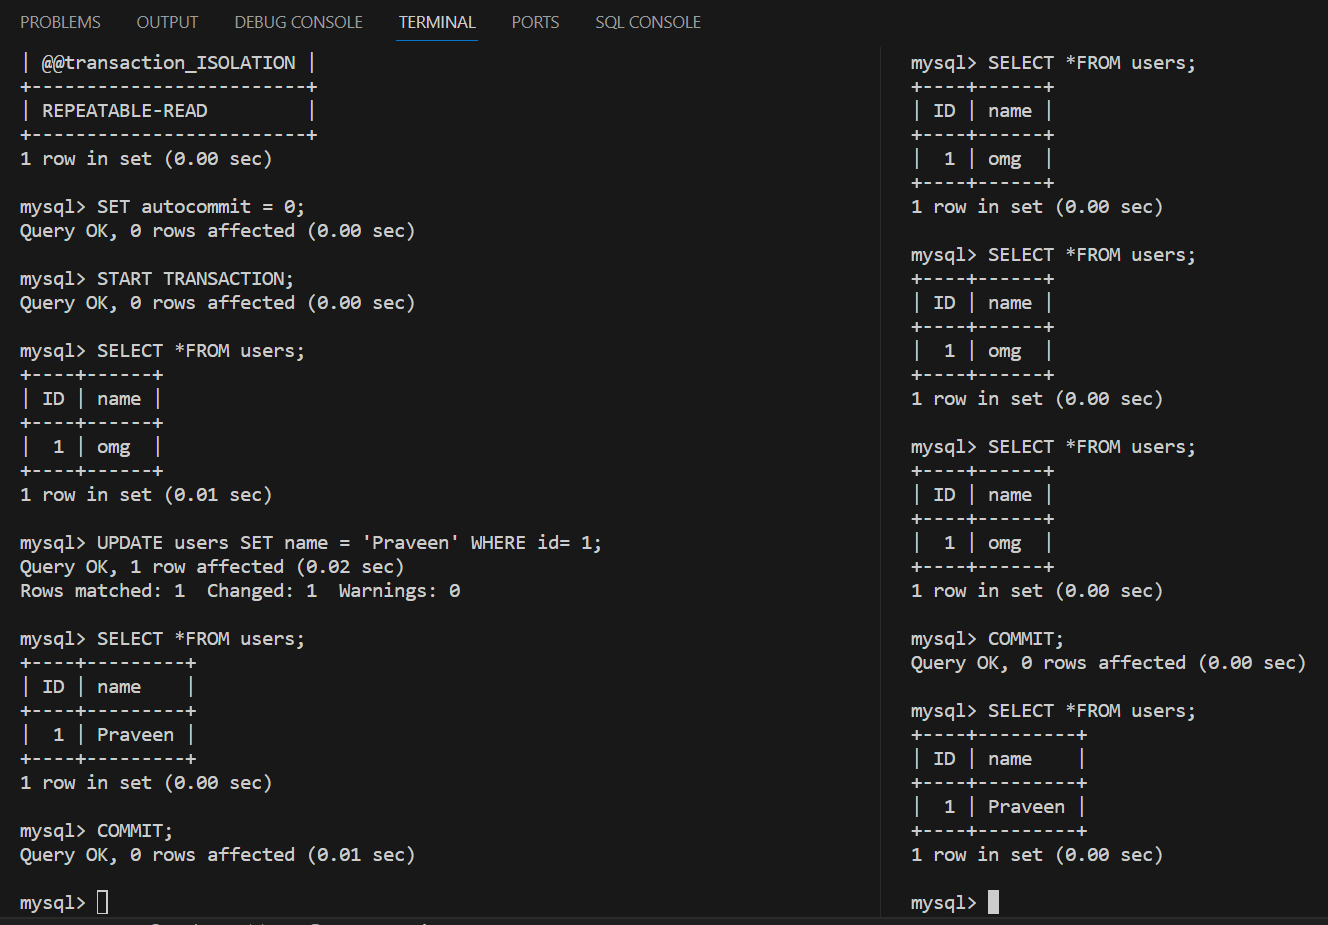 PROBLEMS OUTPUT DEBUG CONSOLE TERMINAL PORTS SQL CONSOLE
| @@transaction_ISOLATION |
+-------------------------+
| REPEATABLE-READ         |
+-------------------------+
1 row in set (0.00 sec)
mysql> SET autocommit = 0;
Query OK, 0 rows affected (0.00 sec)
mysql> START TRANSACTION;
Query OK, 0 rows affected (0.00 sec)
mysql> SELECT *FROM users;
+----+------+
| ID | name |
+----+------+
|  1 | omg  |
+----+------+
1 row in set (0.01 sec)
mysql> UPDATE users SET name = 'Praveen' WHERE id= 1;
Query OK, 1 row affected (0.02 sec)
Rows matched: 1  Changed: 1  Warnings: 0
mysql> SELECT *FROM users;
+----+---------+
| ID | name    |
+----+---------+
|  1 | Praveen |
+----+---------+
1 row in set (0.00 sec)
mysql> COMMIT;
Query OK, 0 rows affected (0.01 sec)
mysql>
mysql> SELECT *FROM users;
+----+------+
| ID | name |
+----+------+
|  1 | omg  |
+----+------+
1 row in set (0.00 sec)
mysql> SELECT *FROM users;
+----+------+
| ID | name |
+----+------+
|  1 | omg  |
+----+------+
1 row in set (0.00 sec)
mysql> SELECT *FROM users;
+----+------+
| ID | name |
+----+------+
|  1 | omg  |
+----+------+
1 row in set (0.00 sec)
mysql> COMMIT;
Query OK, 0 rows affected (0.00 sec)
mysql> SELECT *FROM users;
+----+---------+
| ID | name    |
+----+---------+
|  1 | Praveen |
+----+---------+
1 row in set (0.00 sec)
mysql>